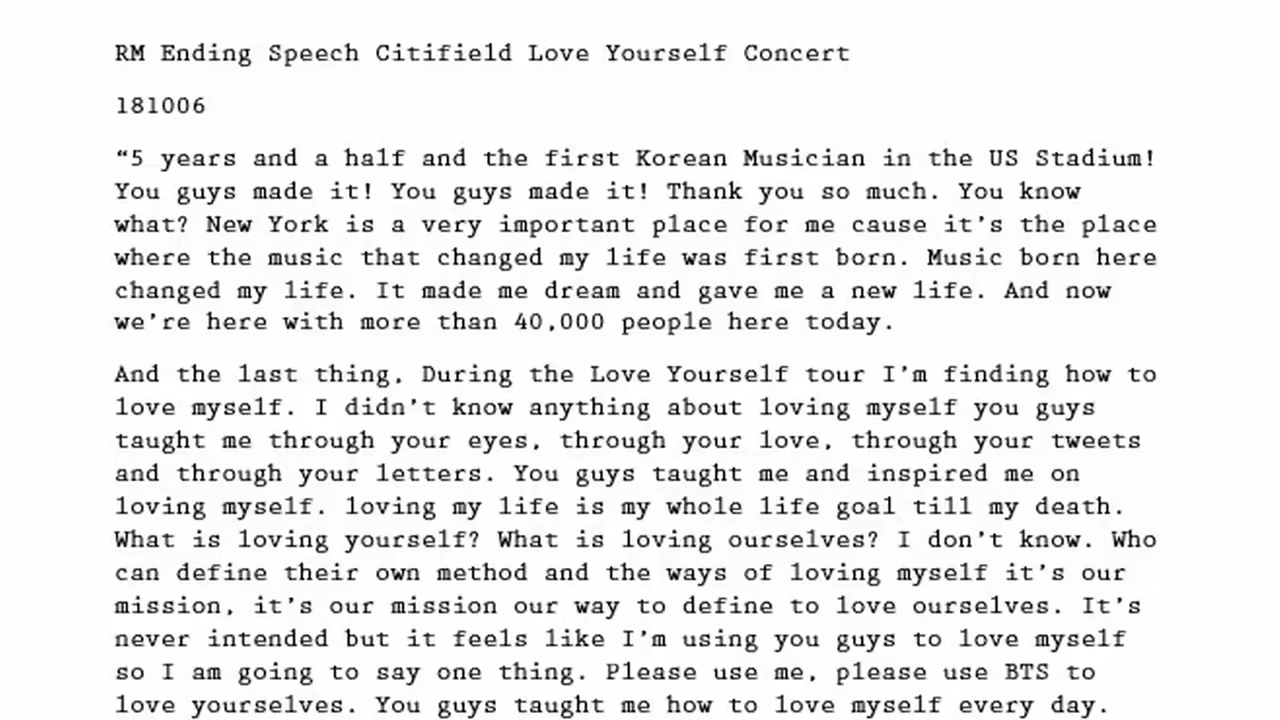 RM Ending Speech Citifield Love Yourself Concert
181006
“5 years and a half and the first Korean Musician in the US Stadium!
You guys made it! You guys made it! Thank you so much. You know
what? New York is a very important place for me cause it’s the place
where the music that changed my life was first born. Music born here
changed my life. It made me dream and gave me a new life. And now
we’re here with more than 40,000 people here today.
And the last thing, During the Love Yourself tour I’m finding how to
love myself. I didn’t know anything about loving myself you guys
taught me through your eyes, through your love, through your tweets
and through your letters. You guys taught me and inspired me on
loving myself. loving my life is my whole life goal till my death.
What is loving yourself? What is loving ourselves? I don’t know. Who
can define their own method and the ways of loving myself it’s our
mission, it’s our mission our way to define to love ourselves. It’s
never intended but it feels like I’m using you guys to love myself
so I am going to say one thing. Please use me, please use BTS to
love yourselves. You guys taught me how to love myself every day.